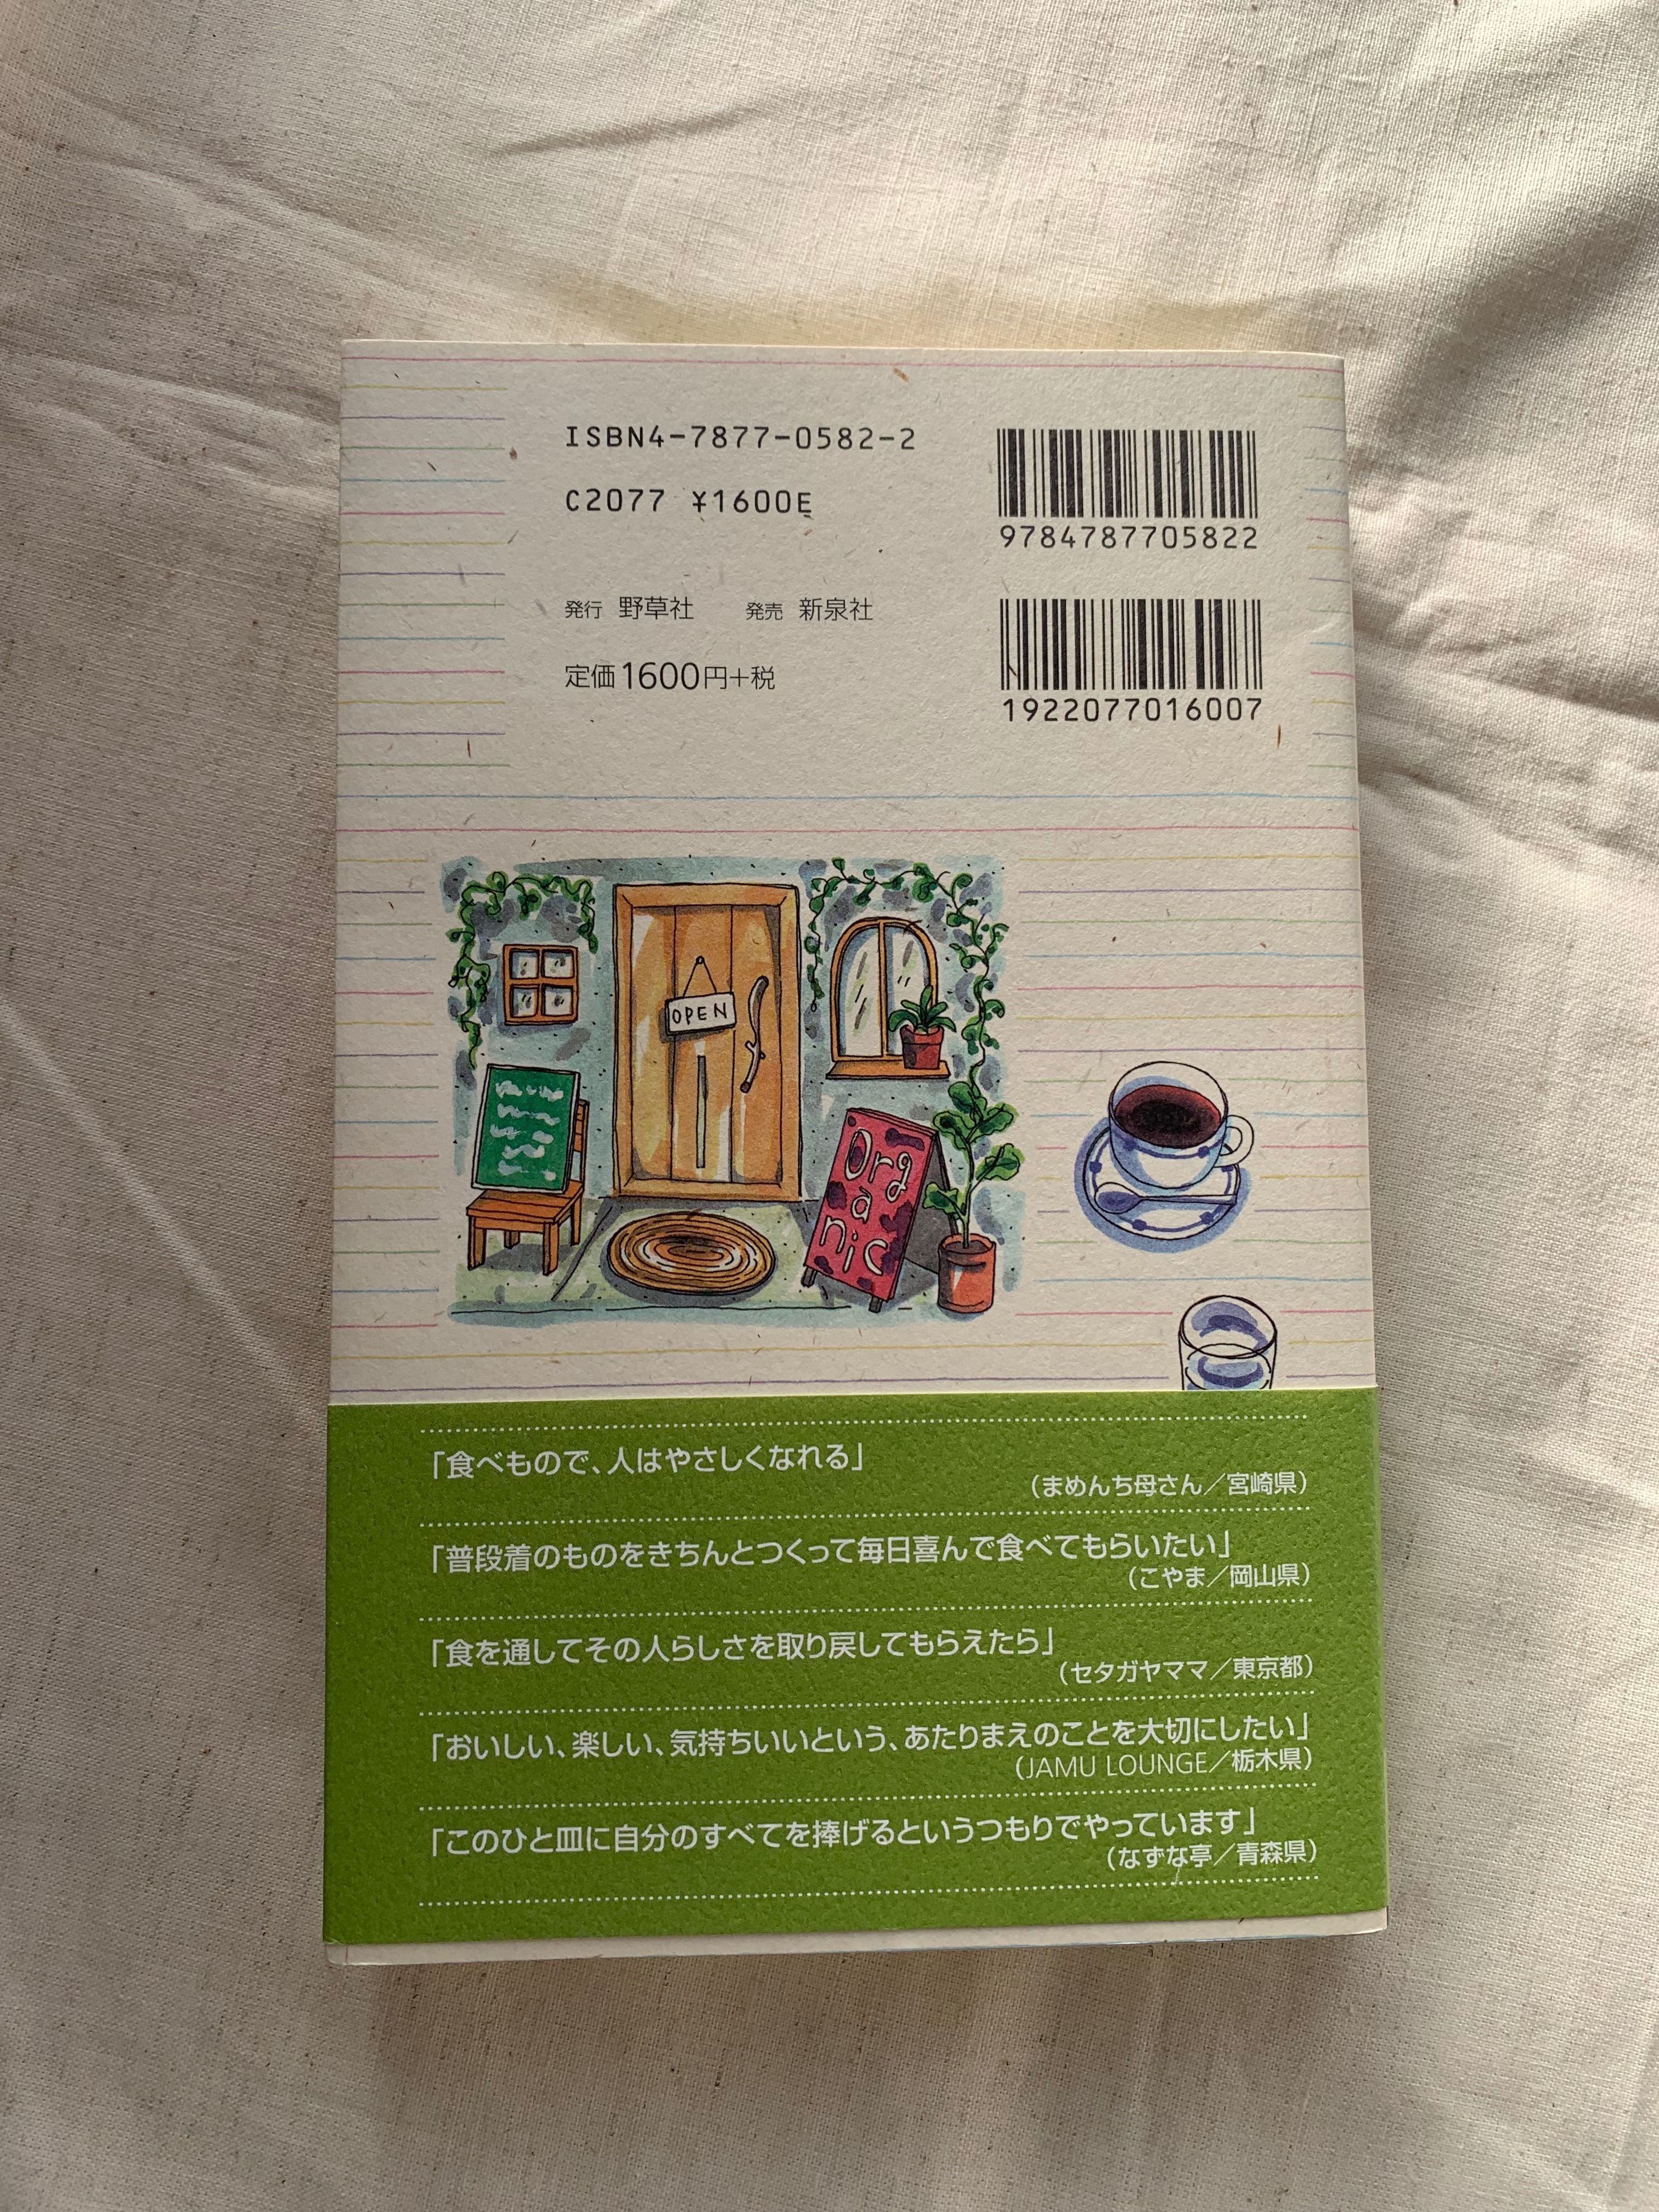 ISBN4-7877-0582-2
C2077 ¥1600E
9784787705822
発行 野草社 発売 新泉社
定価1600円+税
1922077016007
OPEN
Org
a
nic
「食べもので、人はやさしくなれる」
(まめんち母さん/宮崎県)
「普段着のものをきちんとつくって毎日喜んで食べてもらいたい」
(こやま/岡山県)
「食を通してその人らしさを取り戻してもらえたら」
(セタガヤママ/東京都)
「おいしい、楽しい、気持ちいいという、あたりまえのことを大切にしたい」
(JAMU LOUNGE/栃木県)
「このひと皿に自分のすべてを捧げるというつもりでやっています」
(なずな亭/青森県)